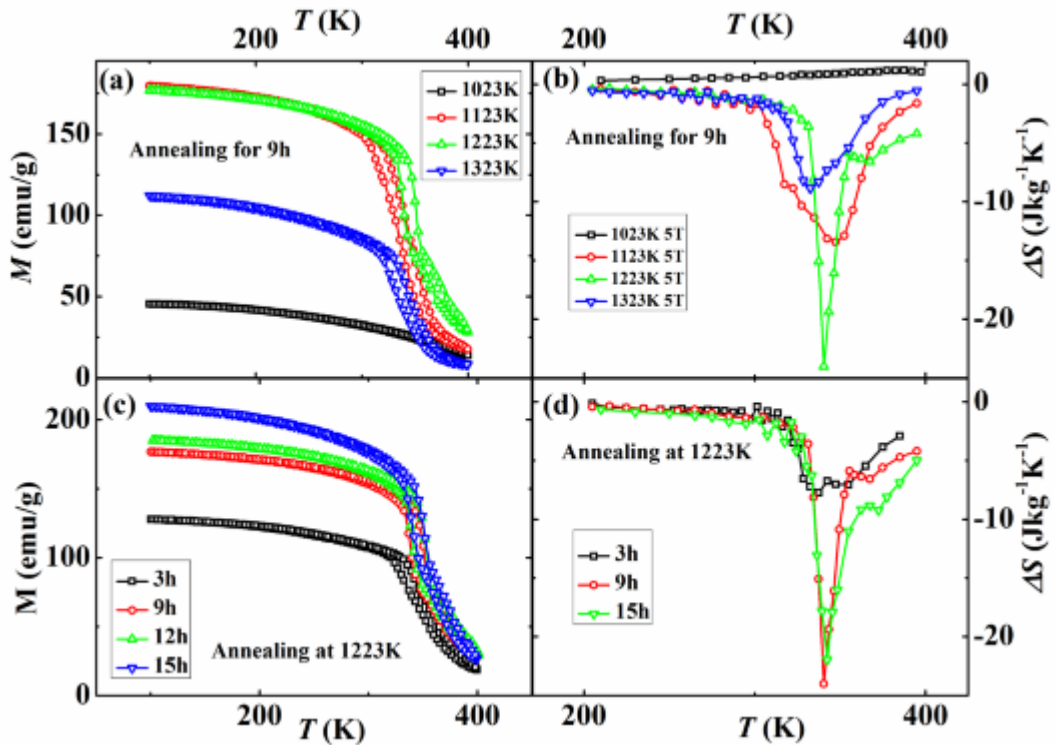 T (K)
T (K)
200
400
200
400
(a)
1023K
1123K
1223K
1323K
Annealing for 9h
150
100
50
0
M (emu/g)
(b)
Annealing for 9h
1023K 5T
1123K 5T
1223K 5T
1323K 5T
0
-10
-20
ΔS (Jkg⁻¹K⁻¹)
(c)
200
100
0
M (emu/g)
3h
9h
12h
15h
Annealing at 1223K
(d)
Annealing at 1223K
3h
9h
15h
0
-10
-20
ΔS (Jkg⁻¹K⁻¹)
200
400
200
400
T (K)
T (K)